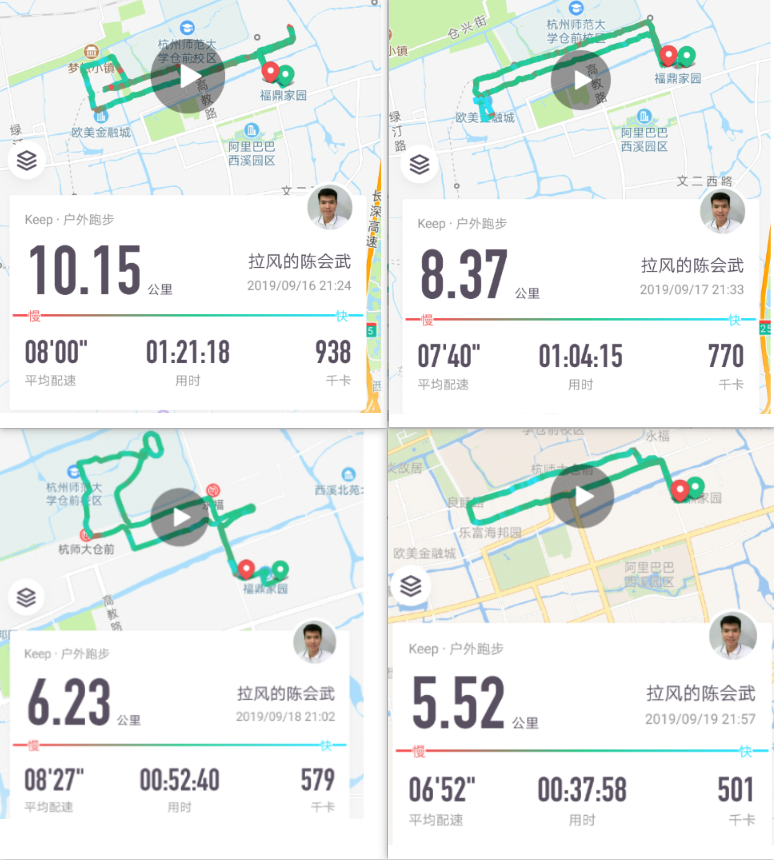 杭州师范大
学仓前校区
梦想小镇
欧美金融城
高教路
福鼎家园
阿里巴巴
西溪园区
绿汀路
文二
长深高速
5
Keep · 户外跑步
10.15 公里
拉风的陈会武
2019/09/16 21:24
慢
快
08'00" 01:21:18 938
平均配速 用时 千卡
仓兴街
杭州师范大
学仓前校区
小镇
高教路
福鼎家园
欧美金融城
绿汀路
阿里巴巴
西溪园区
文二西路
25
Keep · 户外跑步
8.37 公里
拉风的陈会武
2019/09/17 21:33
慢
快
07'40" 01:04:15 770
平均配速 用时 千卡
杭州师范大
学仓前校区
永福
西溪北苑
杭师大仓前
福鼎家园
高教路
Keep · 户外跑步
6.23 公里
拉风的陈会武
2019/09/18 21:02
慢
快
08'27" 00:52:40 579
平均配速 用时 千卡
学仓前校区
永福
杭师大仓前
良睦路
家园
乐富海邦园
欧美金融城
阿里巴巴
西溪园区
Keep · 户外跑步
5.52 公里
拉风的陈会武
2019/09/19 21:57
慢
快
06'52" 00:37:58 501
平均配速 用时 千卡